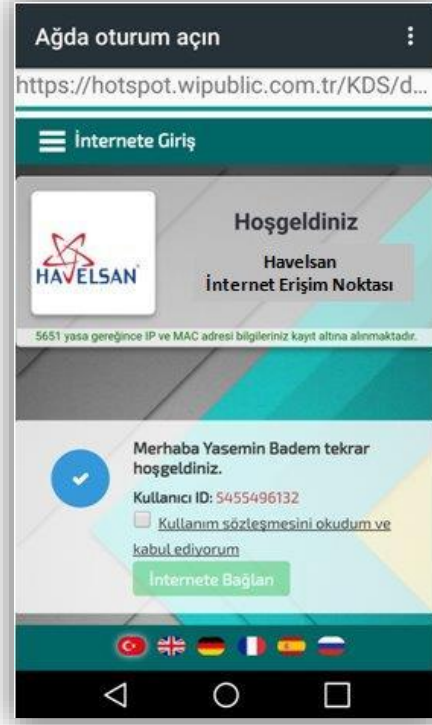 Ağda oturum açın
https://hotspot.wipublic.com.tr/KDS/d...
İnternete Giriş
HAVELSAN
Hoşgeldiniz
Havelsan
İnternet Erişim Noktası
5651 yasa gereğince IP ve MAC adresi bilgileriniz kayıt altına alınmaktadır.
Merhaba Yasemin Badem tekrar
hoşgeldiniz.
Kullanıcı ID: 5455496132
Kullanım sözleşmesini okudum ve
kabul ediyorum
İnternete Bağlan